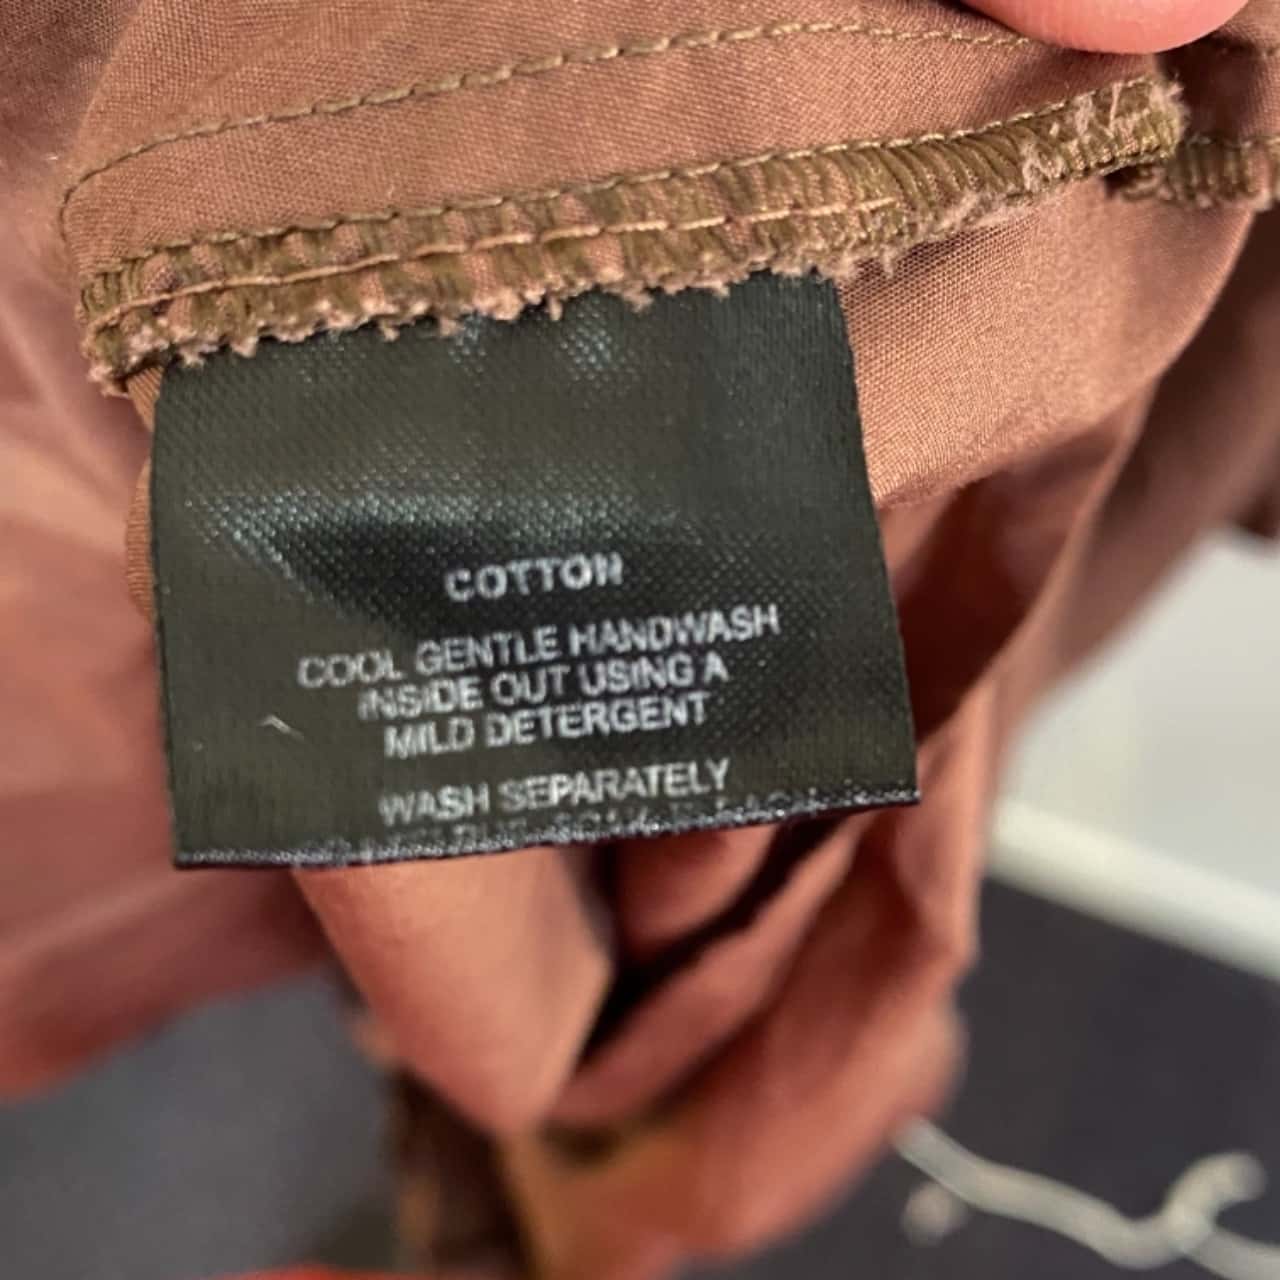 COTTON
COOL GENTLE HANDWASH
INSIDE OUT USING A
MILD DETERGENT
WASH SEPARATELY